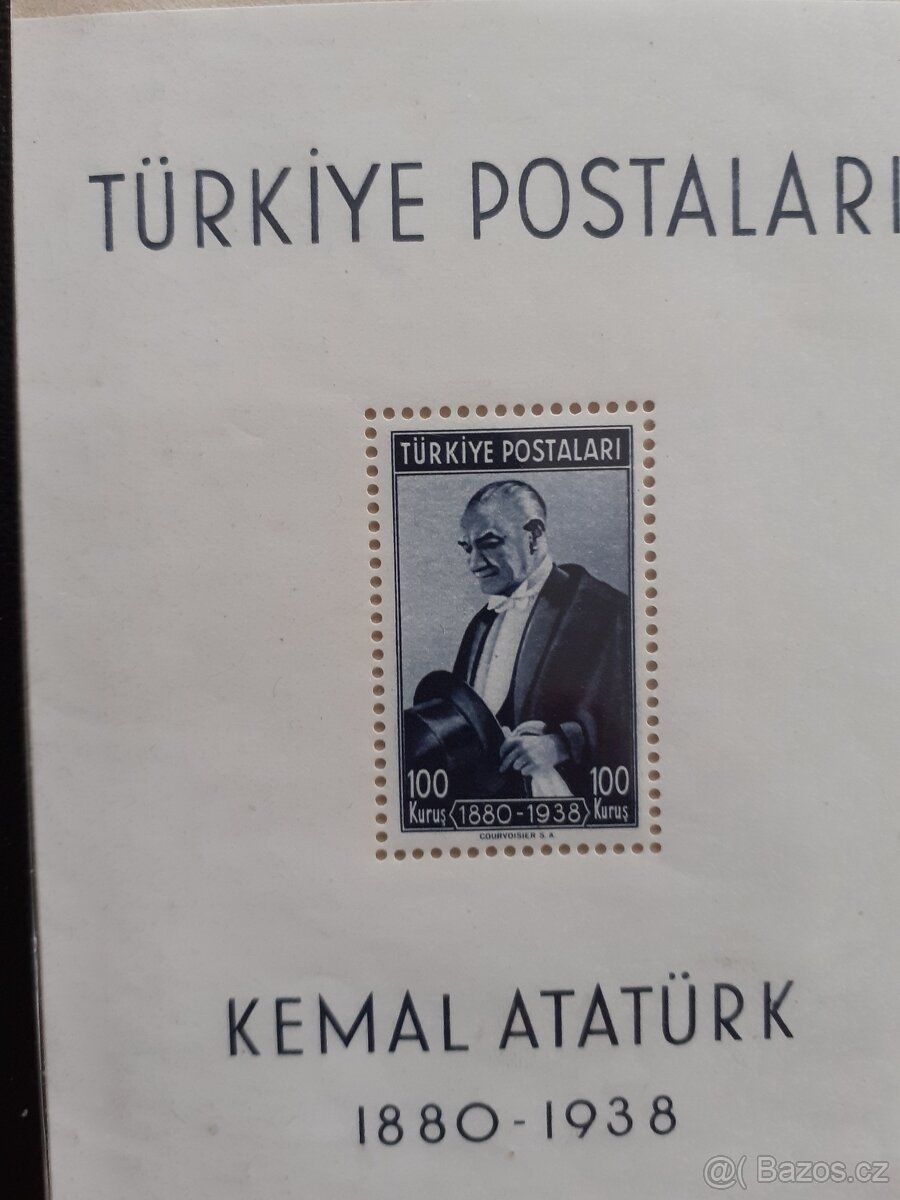 TÜRKİYE POSTALARI
TÜRKİYE POSTALARI
100 100
Kuruş 1880-1938 Kuruş
COURVOISIER S.A.
KEMAL ATATÜRK
1880-1938
@( Bazos.cz